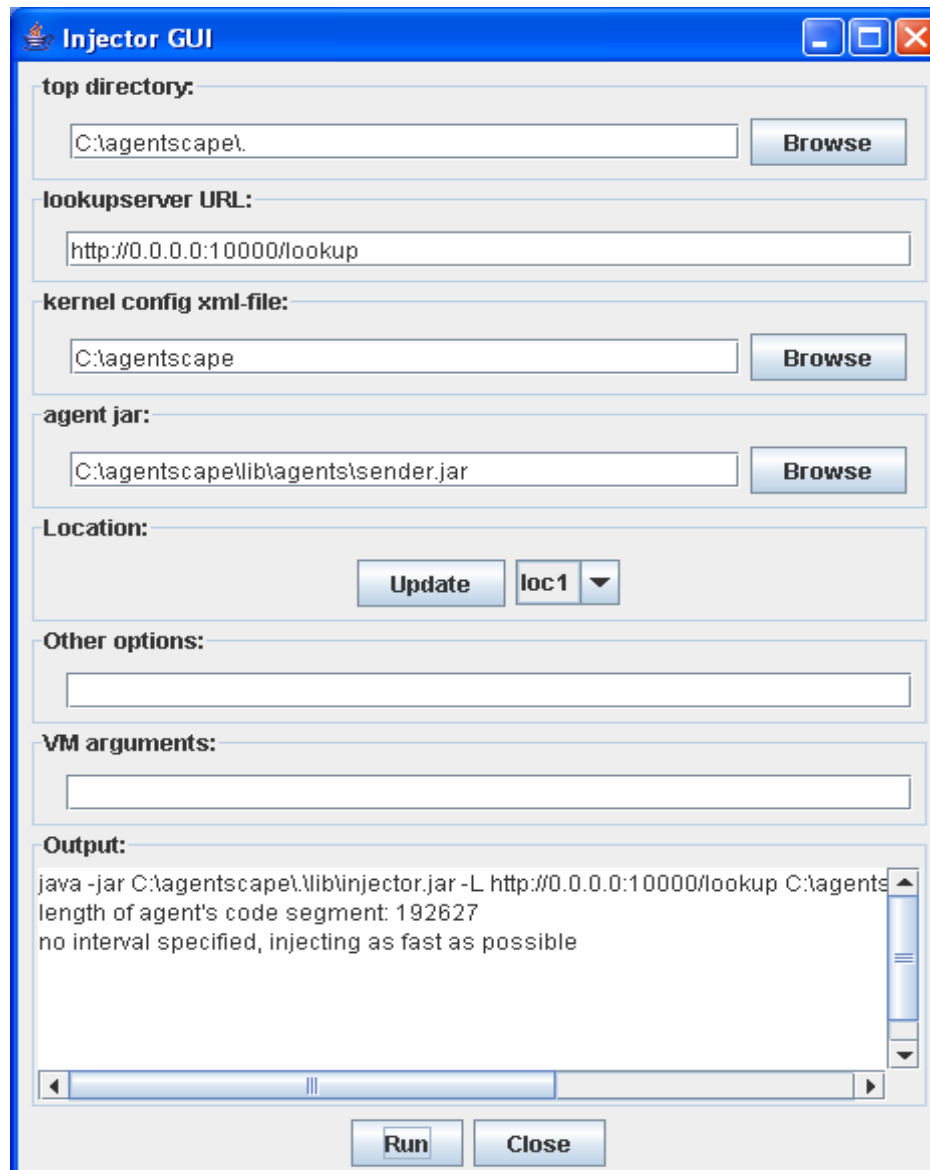 Injector GUI
top directory:
C:\agentscape\.
Browse
lookupserver URL:
http://0.0.0.0:10000/lookup
kernel config xml-file:
C:\agentscape
Browse
agent jar:
C:\agentscape\lib\agents\sender.jar
Browse
Location:
Update
loc1
Other options:
VM arguments:
Output:
java -jar C:\agentscape\.\lib\injector.jar -L http://0.0.0.0:10000/lookup C:\agents
length of agent's code segment: 192627
no interval specified, injecting as fast as possible
Run
Close